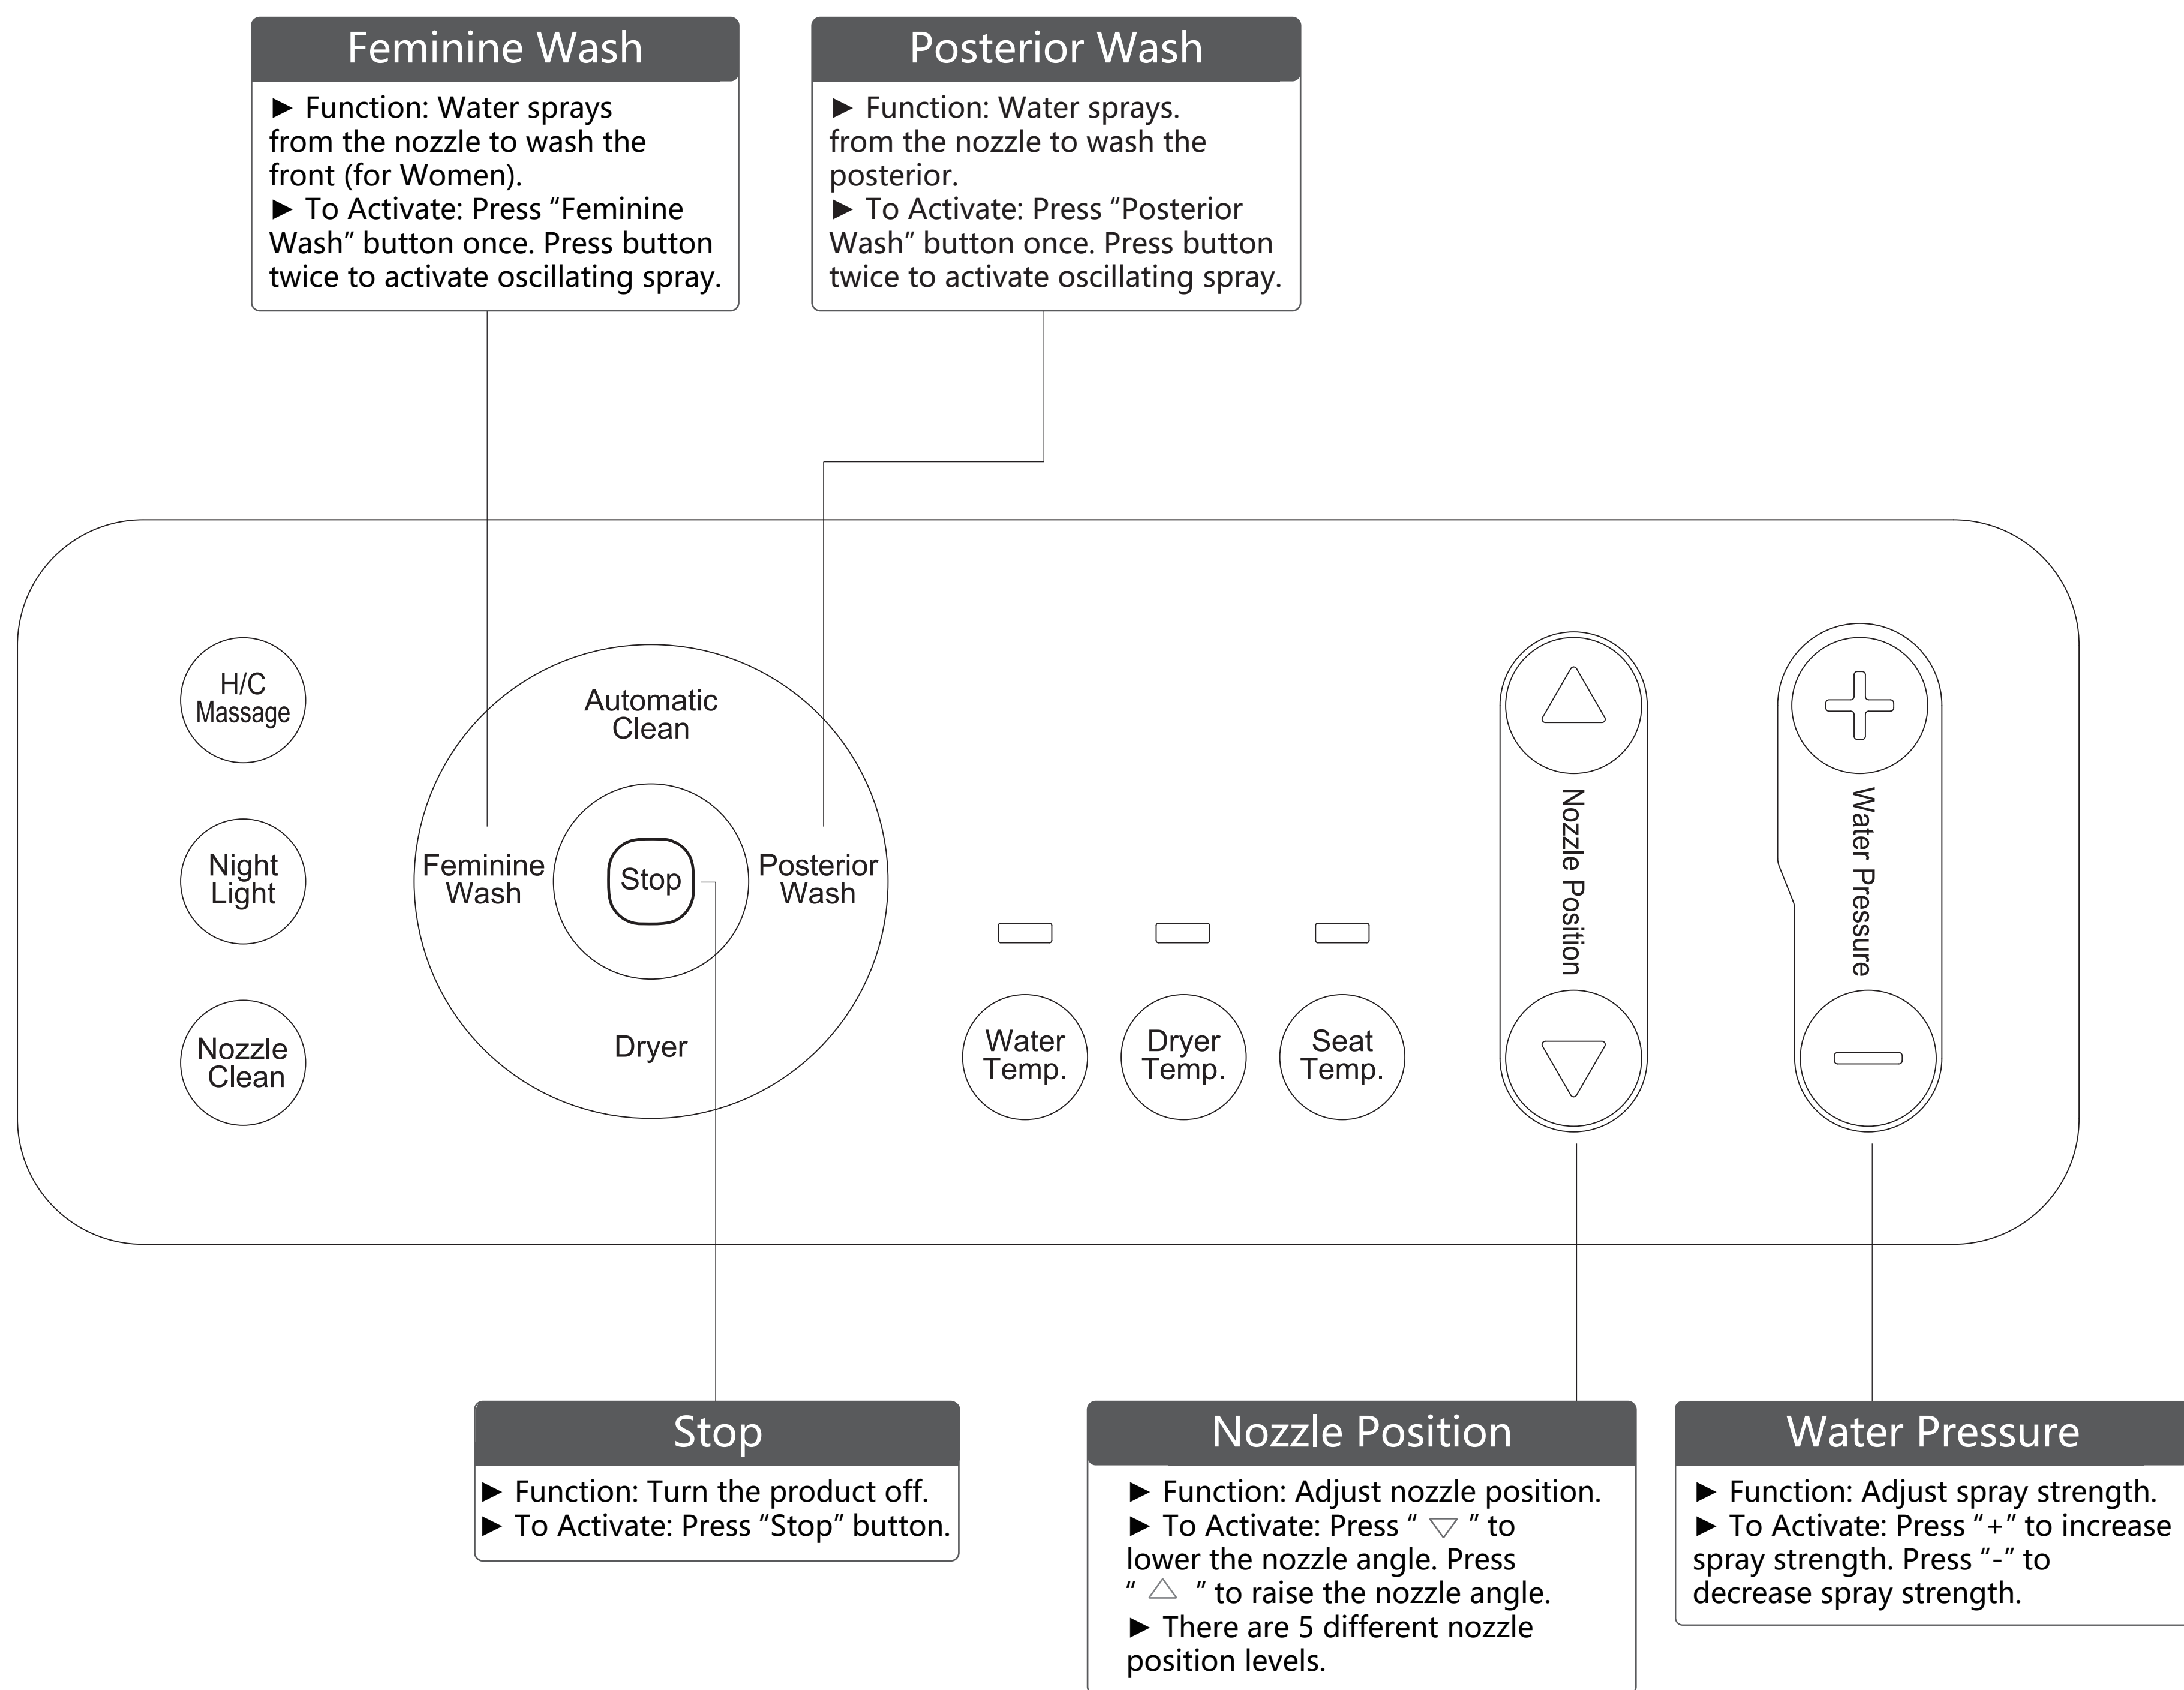 Feminine Wash
► Function: Water sprays
from the nozzle to wash the
front (for Women).
► To Activate: Press “Feminine
Wash” button once. Press button
twice to activate oscillating spray.
Posterior Wash
► Function: Water sprays.
from the nozzle to wash the
posterior.
► To Activate: Press “Posterior
Wash” button once. Press button
twice to activate oscillating spray.
H/C
Massage
Night
Light
Nozzle
Clean
Automatic
Clean
Feminine
Wash
Stop
Posterior
Wash
Dryer
Water
Temp.
Dryer
Temp.
Seat
Temp.
Nozzle Position
Water Pressure
Stop
► Function: Turn the product off.
► To Activate: Press “Stop” button.
Nozzle Position
► Function: Adjust nozzle position.
► To Activate: Press “ ▽ ” to
lower the nozzle angle. Press
“ △ ” to raise the nozzle angle.
► There are 5 different nozzle
position levels.
Water Pressure
► Function: Adjust spray strength.
► To Activate: Press “+” to increase
spray strength. Press “-” to
decrease spray strength.